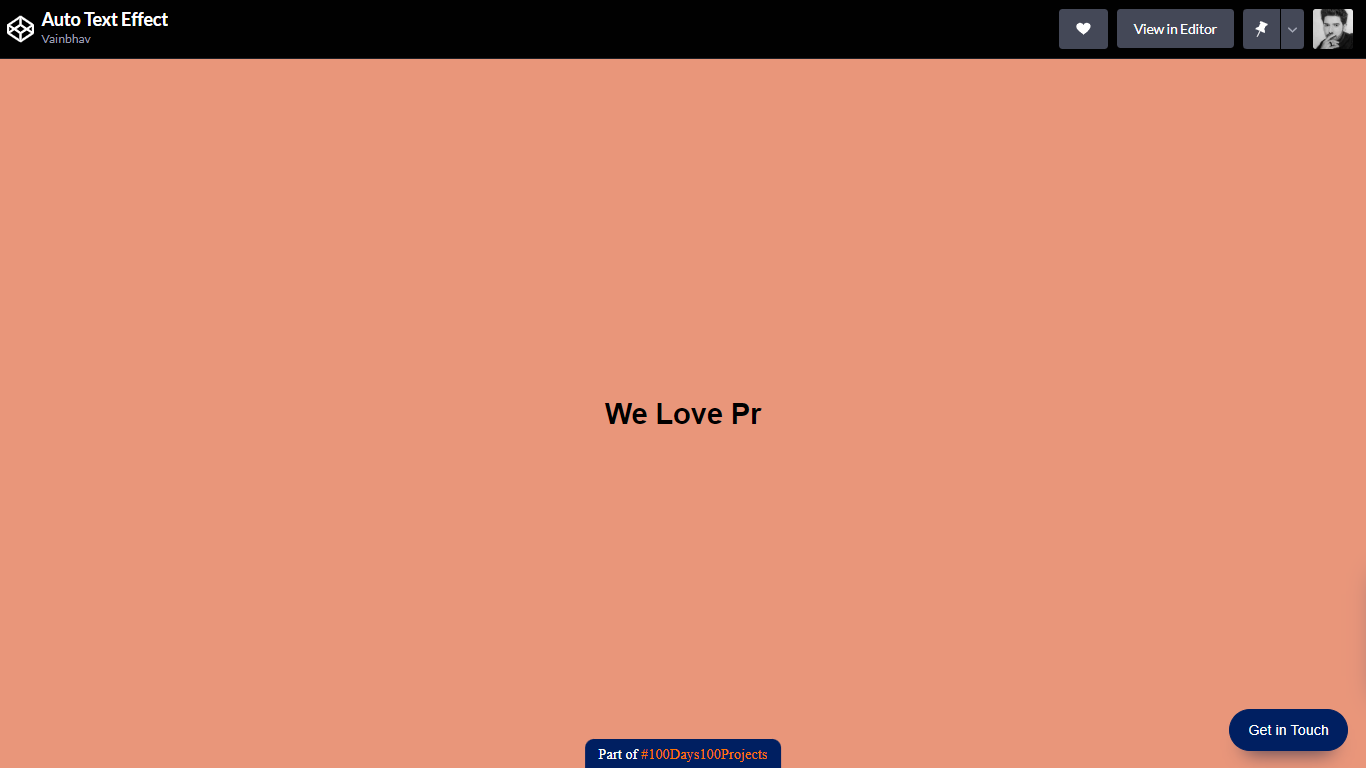 Auto Text Effect
Vainbhav
View in Editor
We Love Pr
Get in Touch
Part of #100Days100Projects